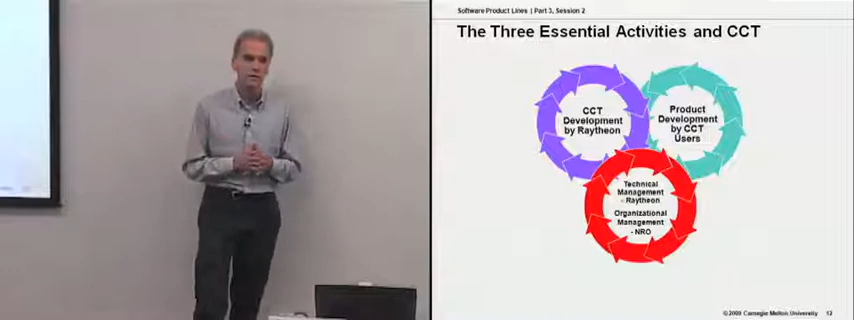 Software Product Lines | Part 3, Session 2
The Three Essential Activities and CCT
CCT
Development
by Raytheon
Product
Development
by CCT
Users
Technical
Management
- Raytheon
Organizational
Management
- NRO
© 2009 Carnegie Mellon University 12